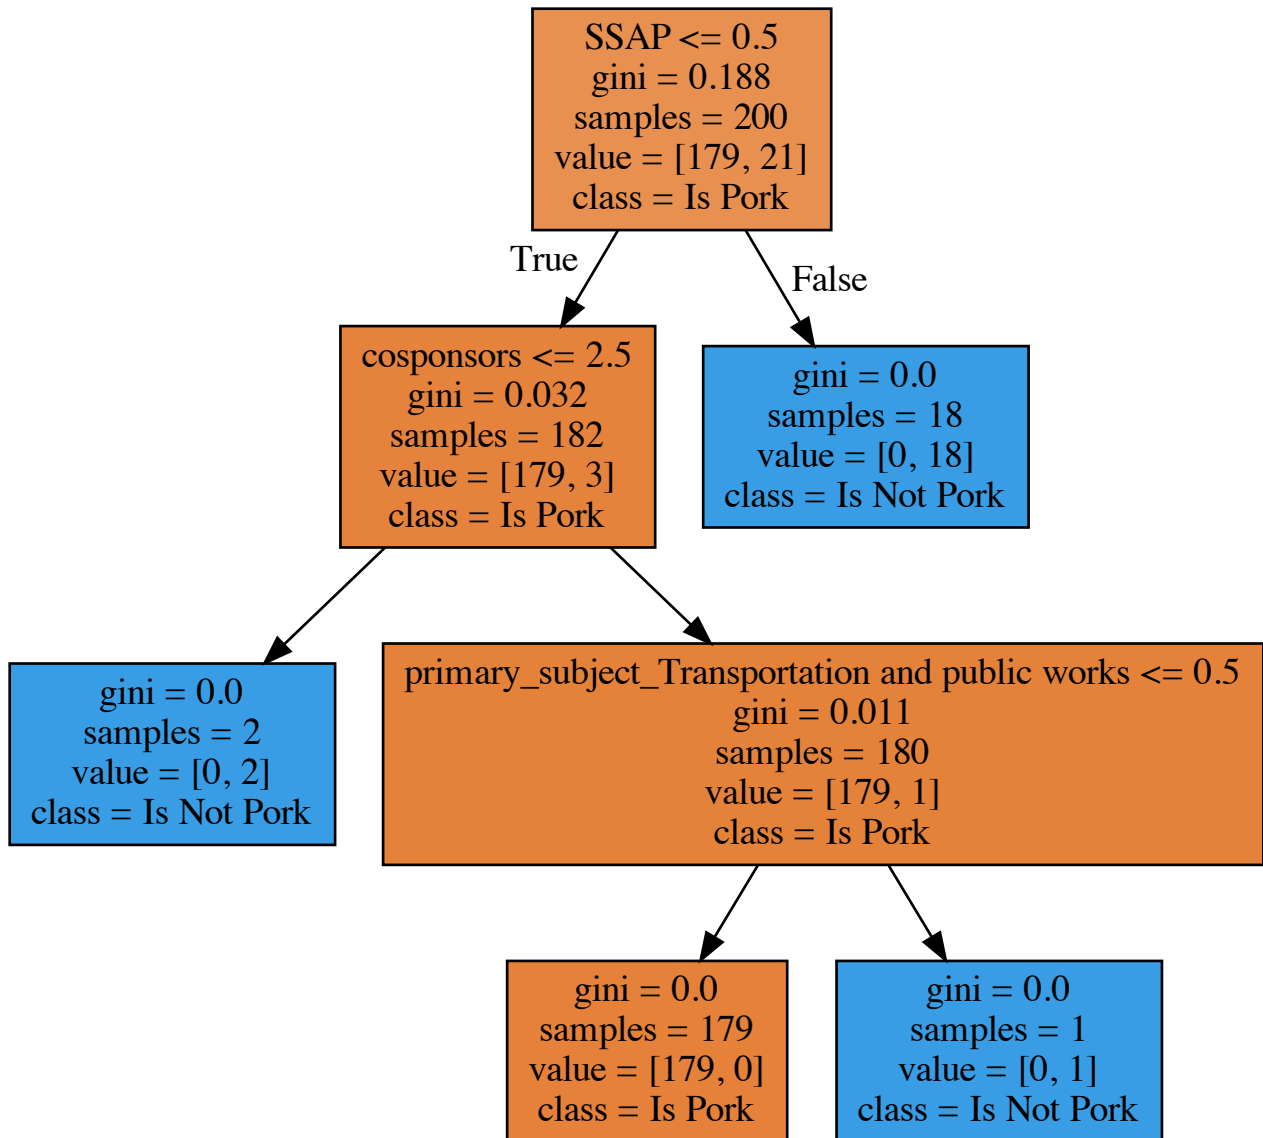 SSAP <= 0.5
gini = 0.188
samples = 200
value = [179, 21]
class = Is Pork
True
False
cosponsors <= 2.5
gini = 0.032
samples = 182
value = [179, 3]
class = Is Pork
gini = 0.0
samples = 18
value = [0, 18]
class = Is Not Pork
gini = 0.0
samples = 2
value = [0, 2]
class = Is Not Pork
primary_subject_Transportation and public works <= 0.5
gini = 0.011
samples = 180
value = [179, 1]
class = Is Pork
gini = 0.0
samples = 179
value = [179, 0]
class = Is Pork
gini = 0.0
samples = 1
value = [0, 1]
class = Is Not Pork